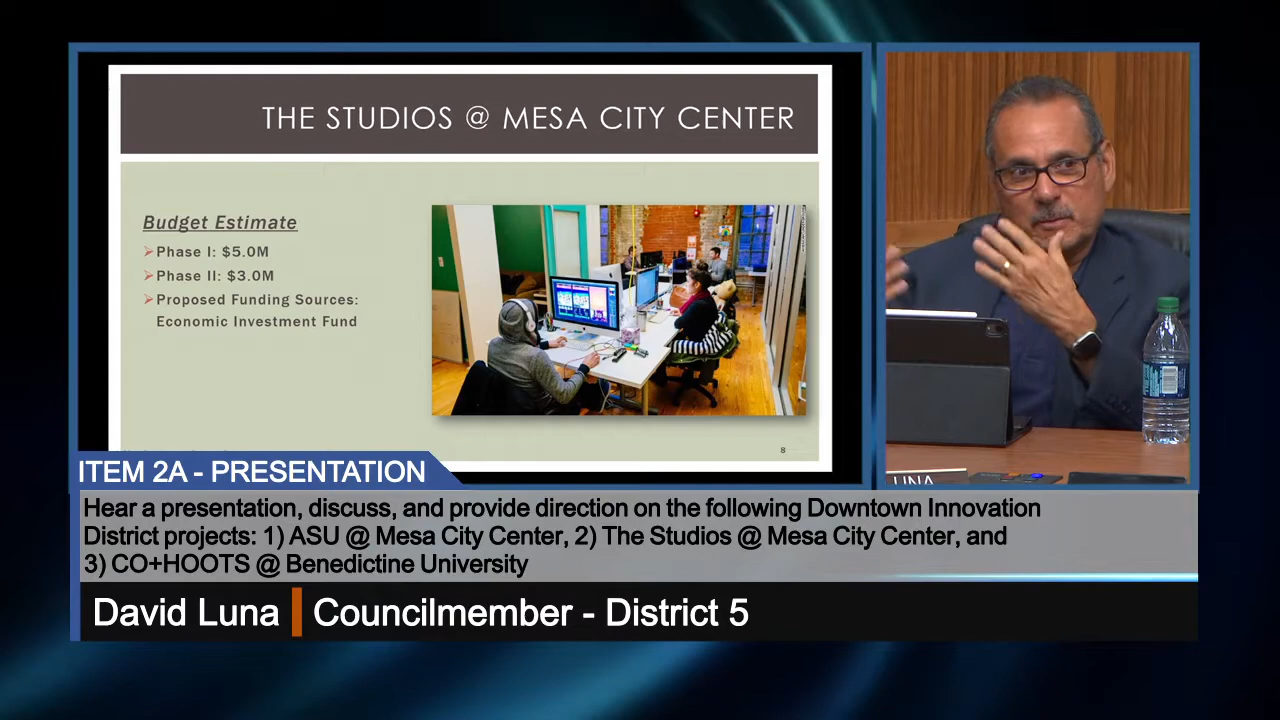 THE STUDIOS @ MESA CITY CENTER
Budget Estimate
Phase I: $5.0M
Phase II: $3.0M
Proposed Funding Sources:
Economic Investment Fund
8
LUNA
ITEM 2A - PRESENTATION
Hear a presentation, discuss, and provide direction on the following Downtown Innovation
District projects: 1) ASU @ Mesa City Center, 2) The Studios @ Mesa City Center, and
3) CO+HOOTS @ Benedictine University
David Luna
Councilmember - District 5